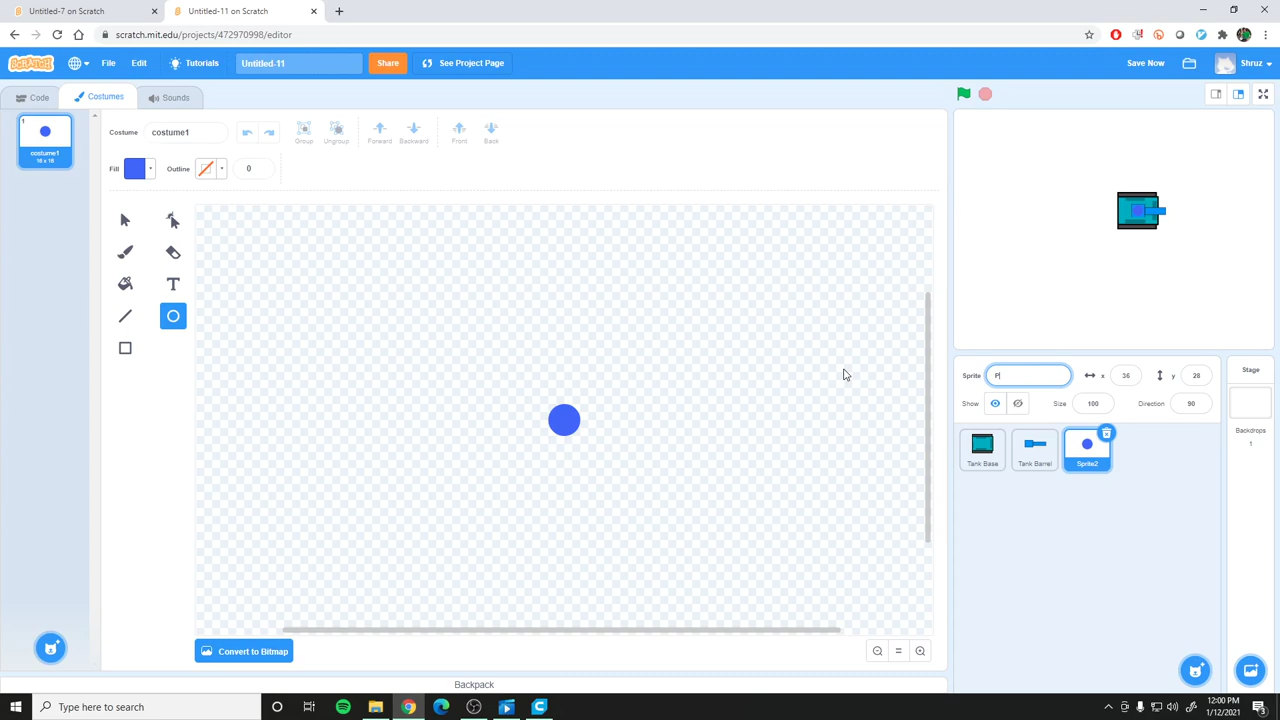 Untitled-7 on Scratch
Untitled-11 on Scratch
scratch.mit.edu/projects/472970998/editor
SCRATCH
File
Edit
Tutorials
Untitled-11
Share
See Project Page
Save Now
Shruz
Code
Costumes
Sounds
1
costume1
16 x 16
Costume
costume1
Group
Ungroup
Forward
Backward
Front
Back
Fill
Outline
0
T
Convert to Bitmap
Backpack
Sprite
P
x
36
y
28
Show
Size
100
Direction
90
Tank Base
Tank Barrel
Sprite2
Stage
Backdrops
1
Type here to search
12:00 PM
1/12/2021
3